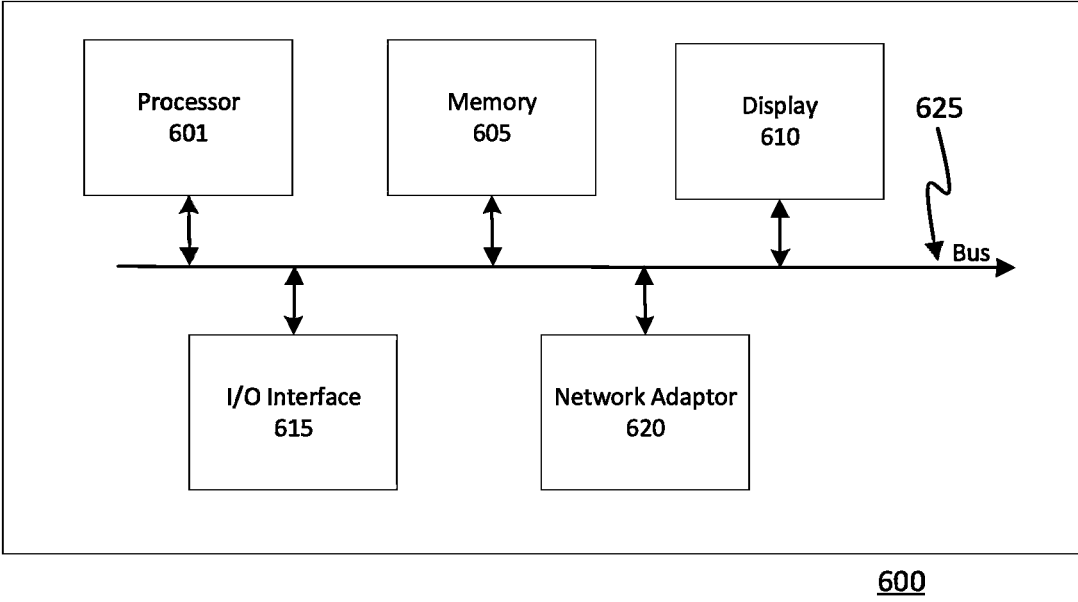 Processor
601
Memory
605
Display
610
625
Bus
I/O Interface
615
Network Adaptor
620
600